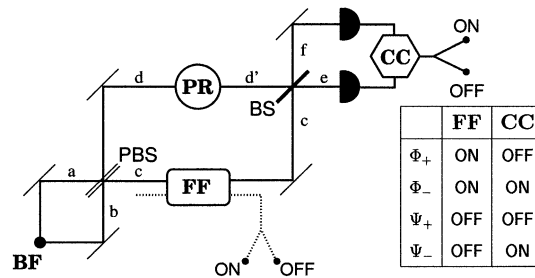 ON
f
CC
d
PR
d'
e
OFF
BS
c
FF CC
PBS
Φ₊ ON OFF
a
c
FF
Φ₋ ON ON
b
Ψ₊ OFF OFF
BF
ON
OFF
Ψ₋ OFF ON